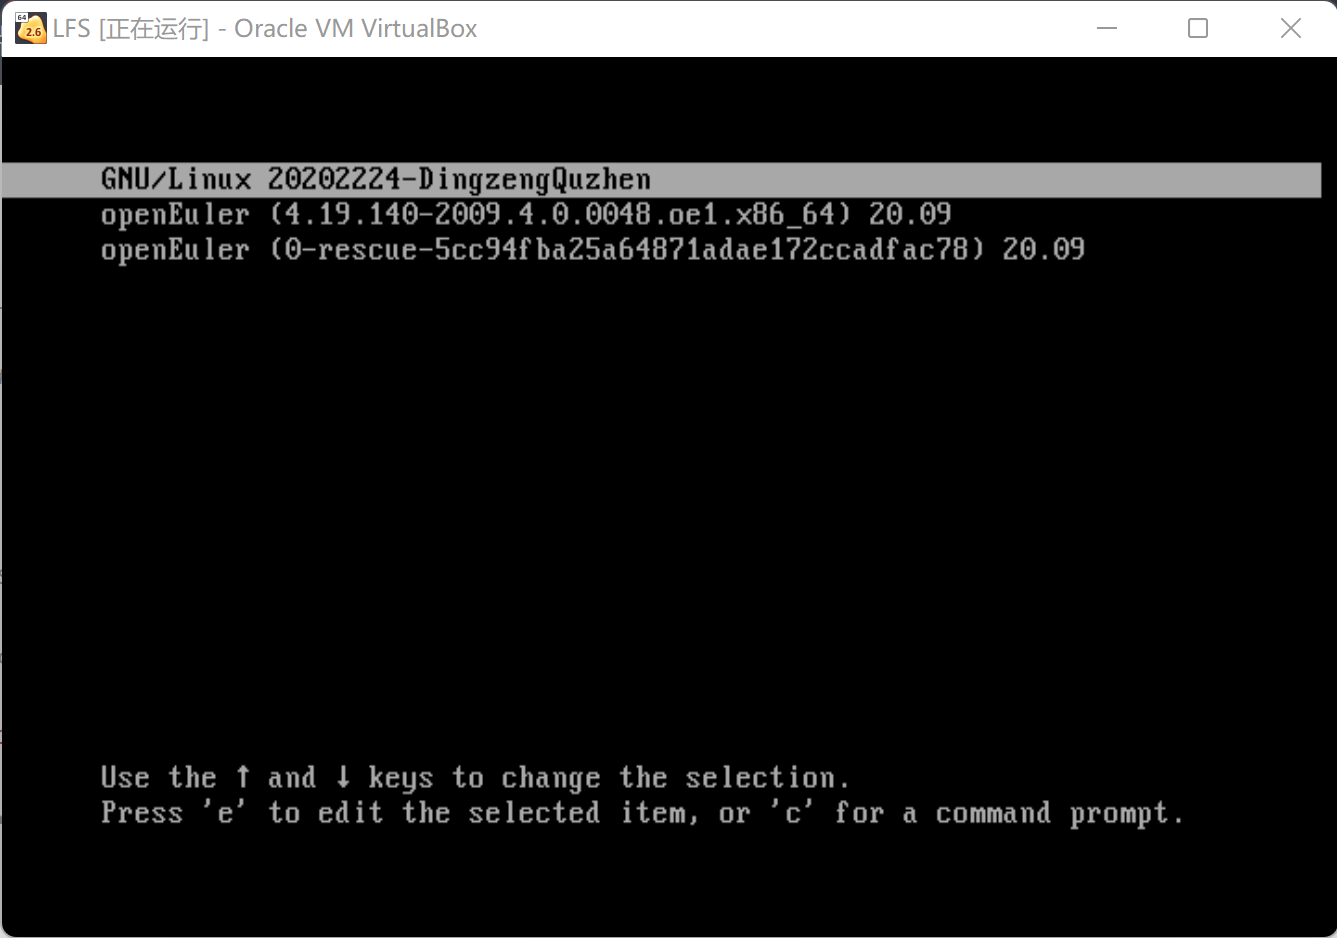 64
2.6
LFS [正在运行] - Oracle VM VirtualBox
GNU/Linux 20202224-DingzengQuzhen
openEuler (4.19.140-2009.4.0.0048.oe1.x86_64) 20.09
openEuler (0-rescue-5cc94fba25a64871adae172ccadfac78) 20.09
Use the ↑ and ↓ keys to change the selection.
Press 'e' to edit the selected item, or 'c' for a command prompt.